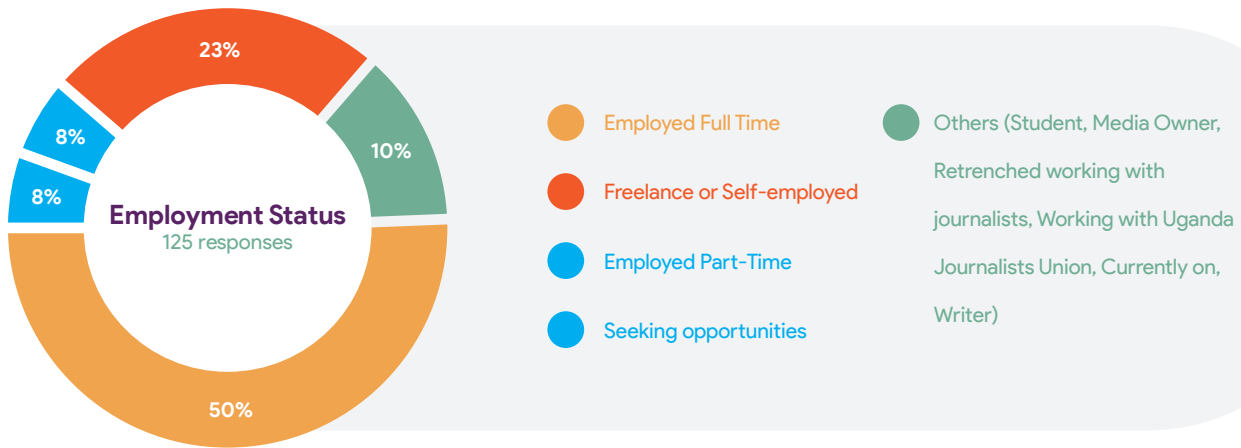 23%
10%
8%
8%
Employment Status
125 responses
50%
Employed Full Time
Freelance or Self-employed
Employed Part-Time
Seeking opportunities
Others (Student, Media Owner,
Retrenched working with
journalists, Working with Uganda
Journalists Union, Currently on,
Writer)